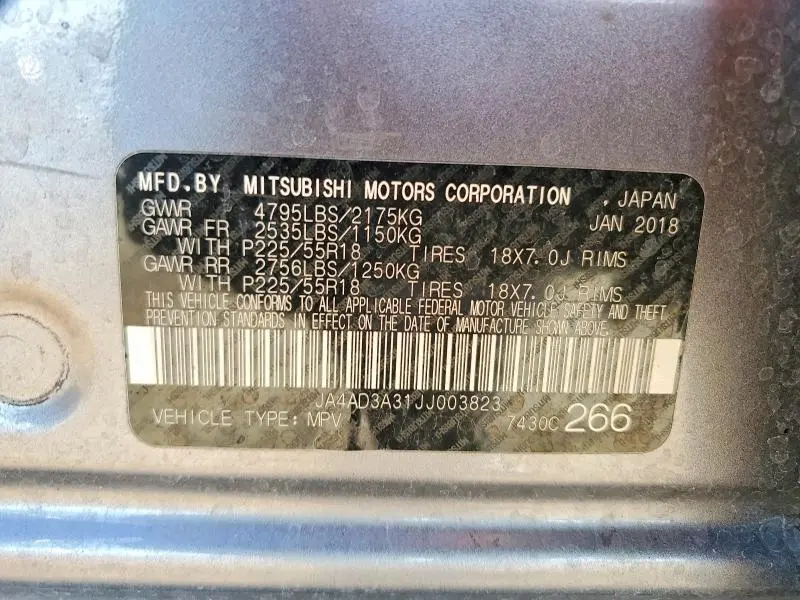 MFD.BY MITSUBISHI MOTORS CORPORATION , JAPAN
GVWR 4795LBS/2175KG JAN 2018
GAWR FR 2535LBS/1150KG
WITH P225/55R18 TIRES 18X7.0J RIMS
GAWR RR 2756LBS/1250KG
WITH P225/55R18 TIRES 18X7.0J RIMS
THIS VEHICLE CONFORMS TO ALL APPLICABLE FEDERAL MOTOR VEHICLE SAFETY AND THEFT
PREVENTION STANDARDS IN EFFECT ON THE DATE OF MANUFACTURE SHOWN ABOVE.
JA4AD3A31JJ003823
VEHICLE TYPE: MPV 7430C 266